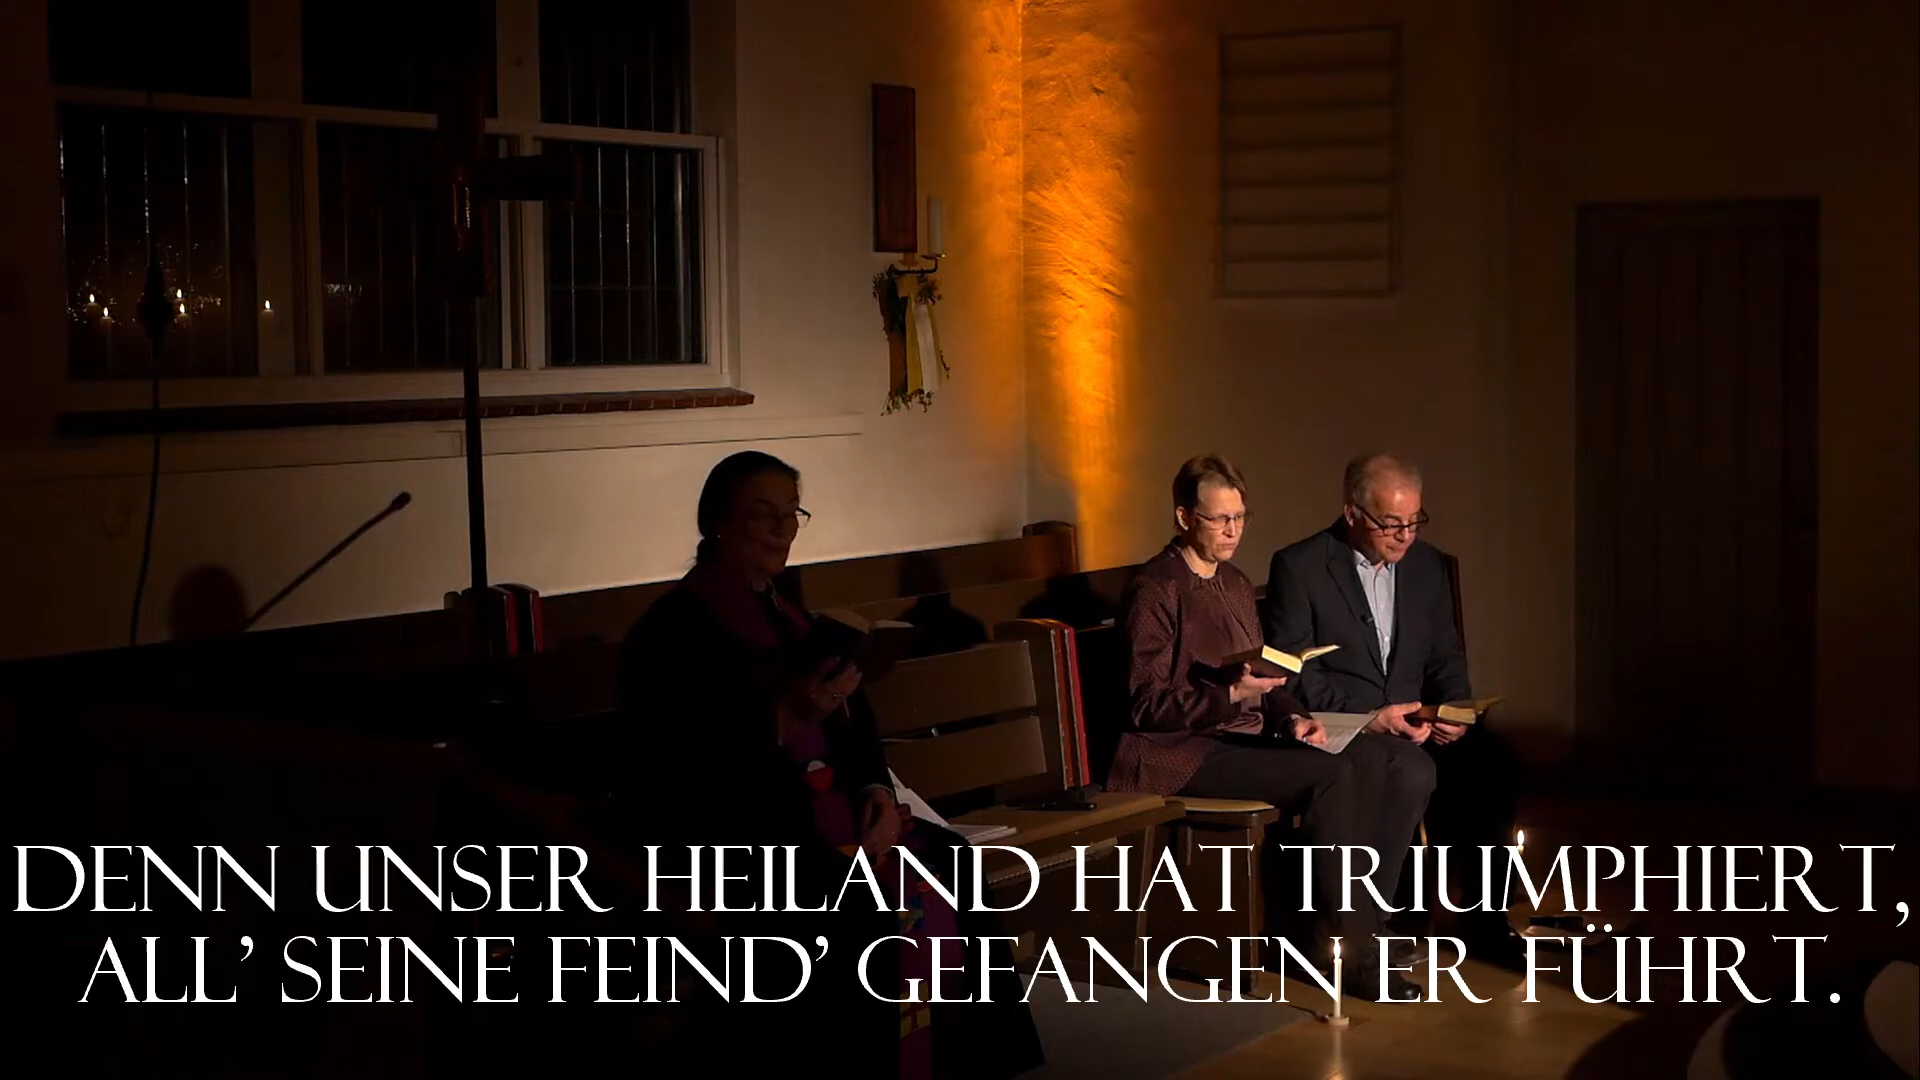 DENN UNSER HEILAND HAT TRIUMPHIERT,
ALL’ SEINE FEIND’ GEFANGEN ER FÜHRT.